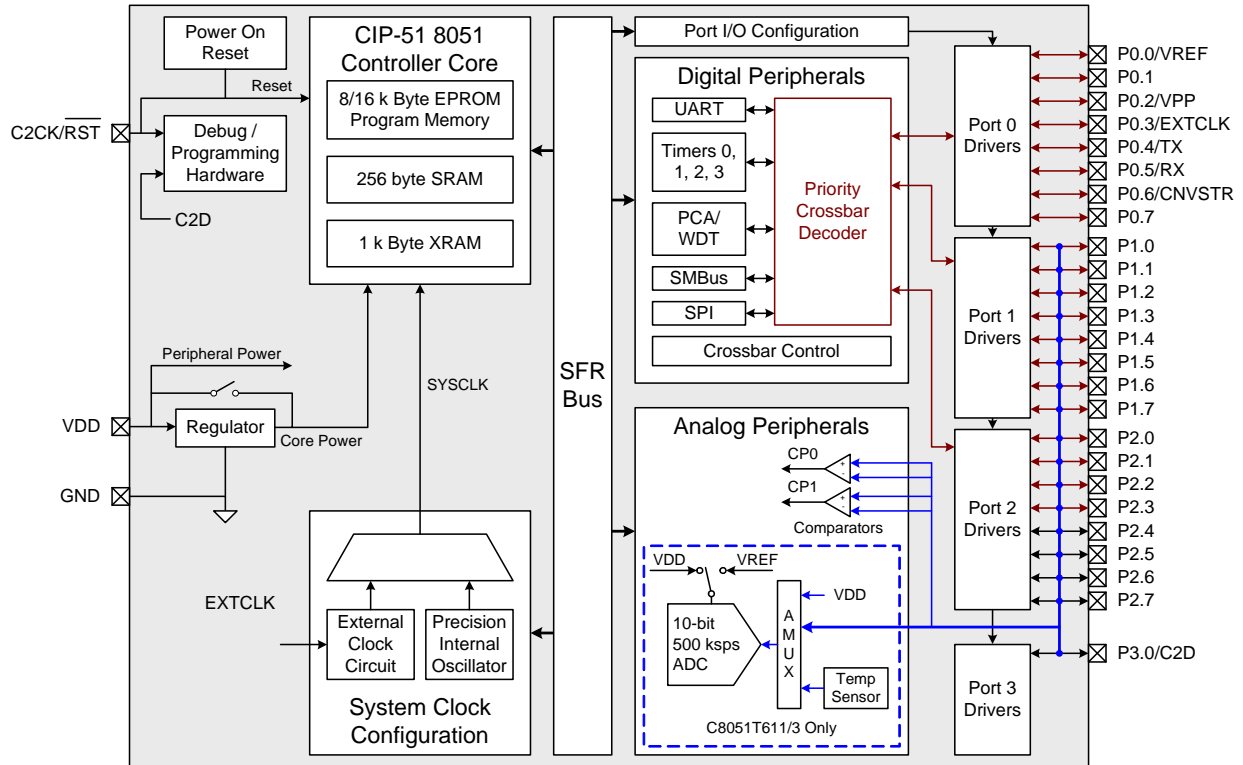 Power On
Reset
Reset
C2CK/RST
Debug /
Programming
Hardware
C2D
CIP-51 8051
Controller Core
8/16 k Byte EPROM
Program Memory
256 byte SRAM
1 k Byte XRAM
Peripheral Power
VDD
Regulator
Core Power
GND
SYSCLK
EXTCLK
External
Clock
Circuit
Precision
Internal
Oscillator
System Clock
Configuration
SFR
Bus
Port I/O Configuration
Digital Peripherals
UART
Timers 0,
1, 2, 3
PCA/
WDT
SMBus
SPI
Priority
Crossbar
Decoder
Crossbar Control
Analog Peripherals
CP0
+
-
CP1
+
-
Comparators
VDD
VREF
10-bit
500 ksps
ADC
A
M
U
X
VDD
Temp
Sensor
C8051T611/3 Only
Port 0
Drivers
Port 1
Drivers
Port 2
Drivers
Port 3
Drivers
P0.0/VREF
P0.1
P0.2/VPP
P0.3/EXTCLK
P0.4/TX
P0.5/RX
P0.6/CNVSTR
P0.7
P1.0
P1.1
P1.2
P1.3
P1.4
P1.5
P1.6
P1.7
P2.0
P2.1
P2.2
P2.3
P2.4
P2.5
P2.6
P2.7
P3.0/C2D